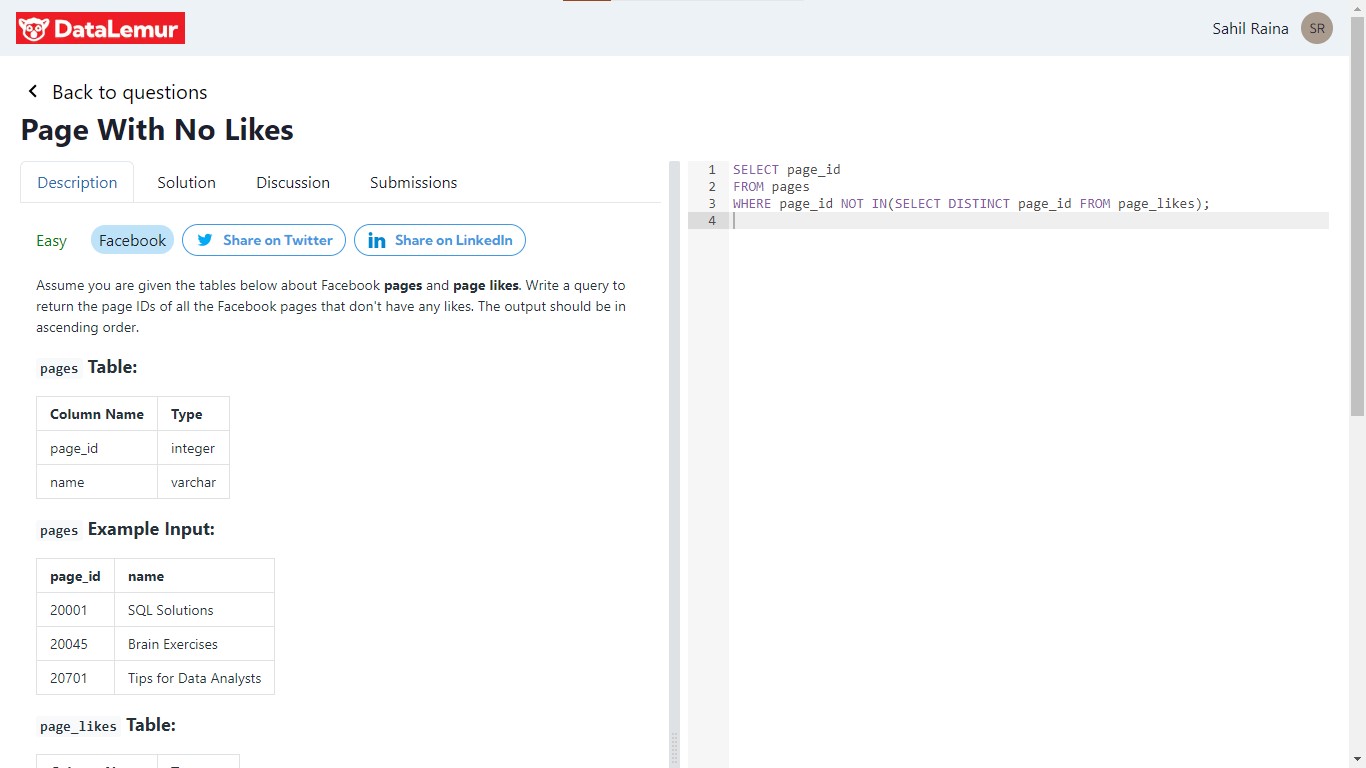 DataLemur
Sahil Raina SR
Back to questions
Page With No Likes
Description Solution Discussion Submissions
Easy Facebook Share on Twitter Share on LinkedIn
Assume you are given the tables below about Facebook pages and page likes. Write a query to
return the page IDs of all the Facebook pages that don't have any likes. The output should be in
ascending order.
pages Table:
Column Name Type
page_id integer
name varchar
pages Example Input:
page_id name
20001 SQL Solutions
20045 Brain Exercises
20701 Tips for Data Analysts
page_likes Table:
1 SELECT page_id
2 FROM pages
3 WHERE page_id NOT IN(SELECT DISTINCT page_id FROM page_likes);
4